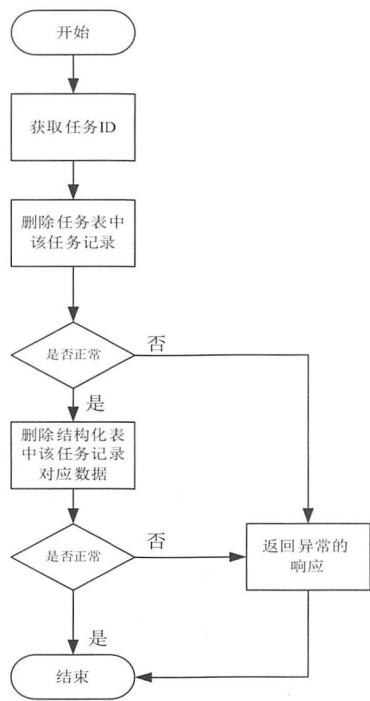 开始
获取任务ID
删除任务表中
该任务记录
是否正常
否
是
删除结构化表
中该任务记录
对应数据
是否正常
否
返回异常的
响应
是
结束